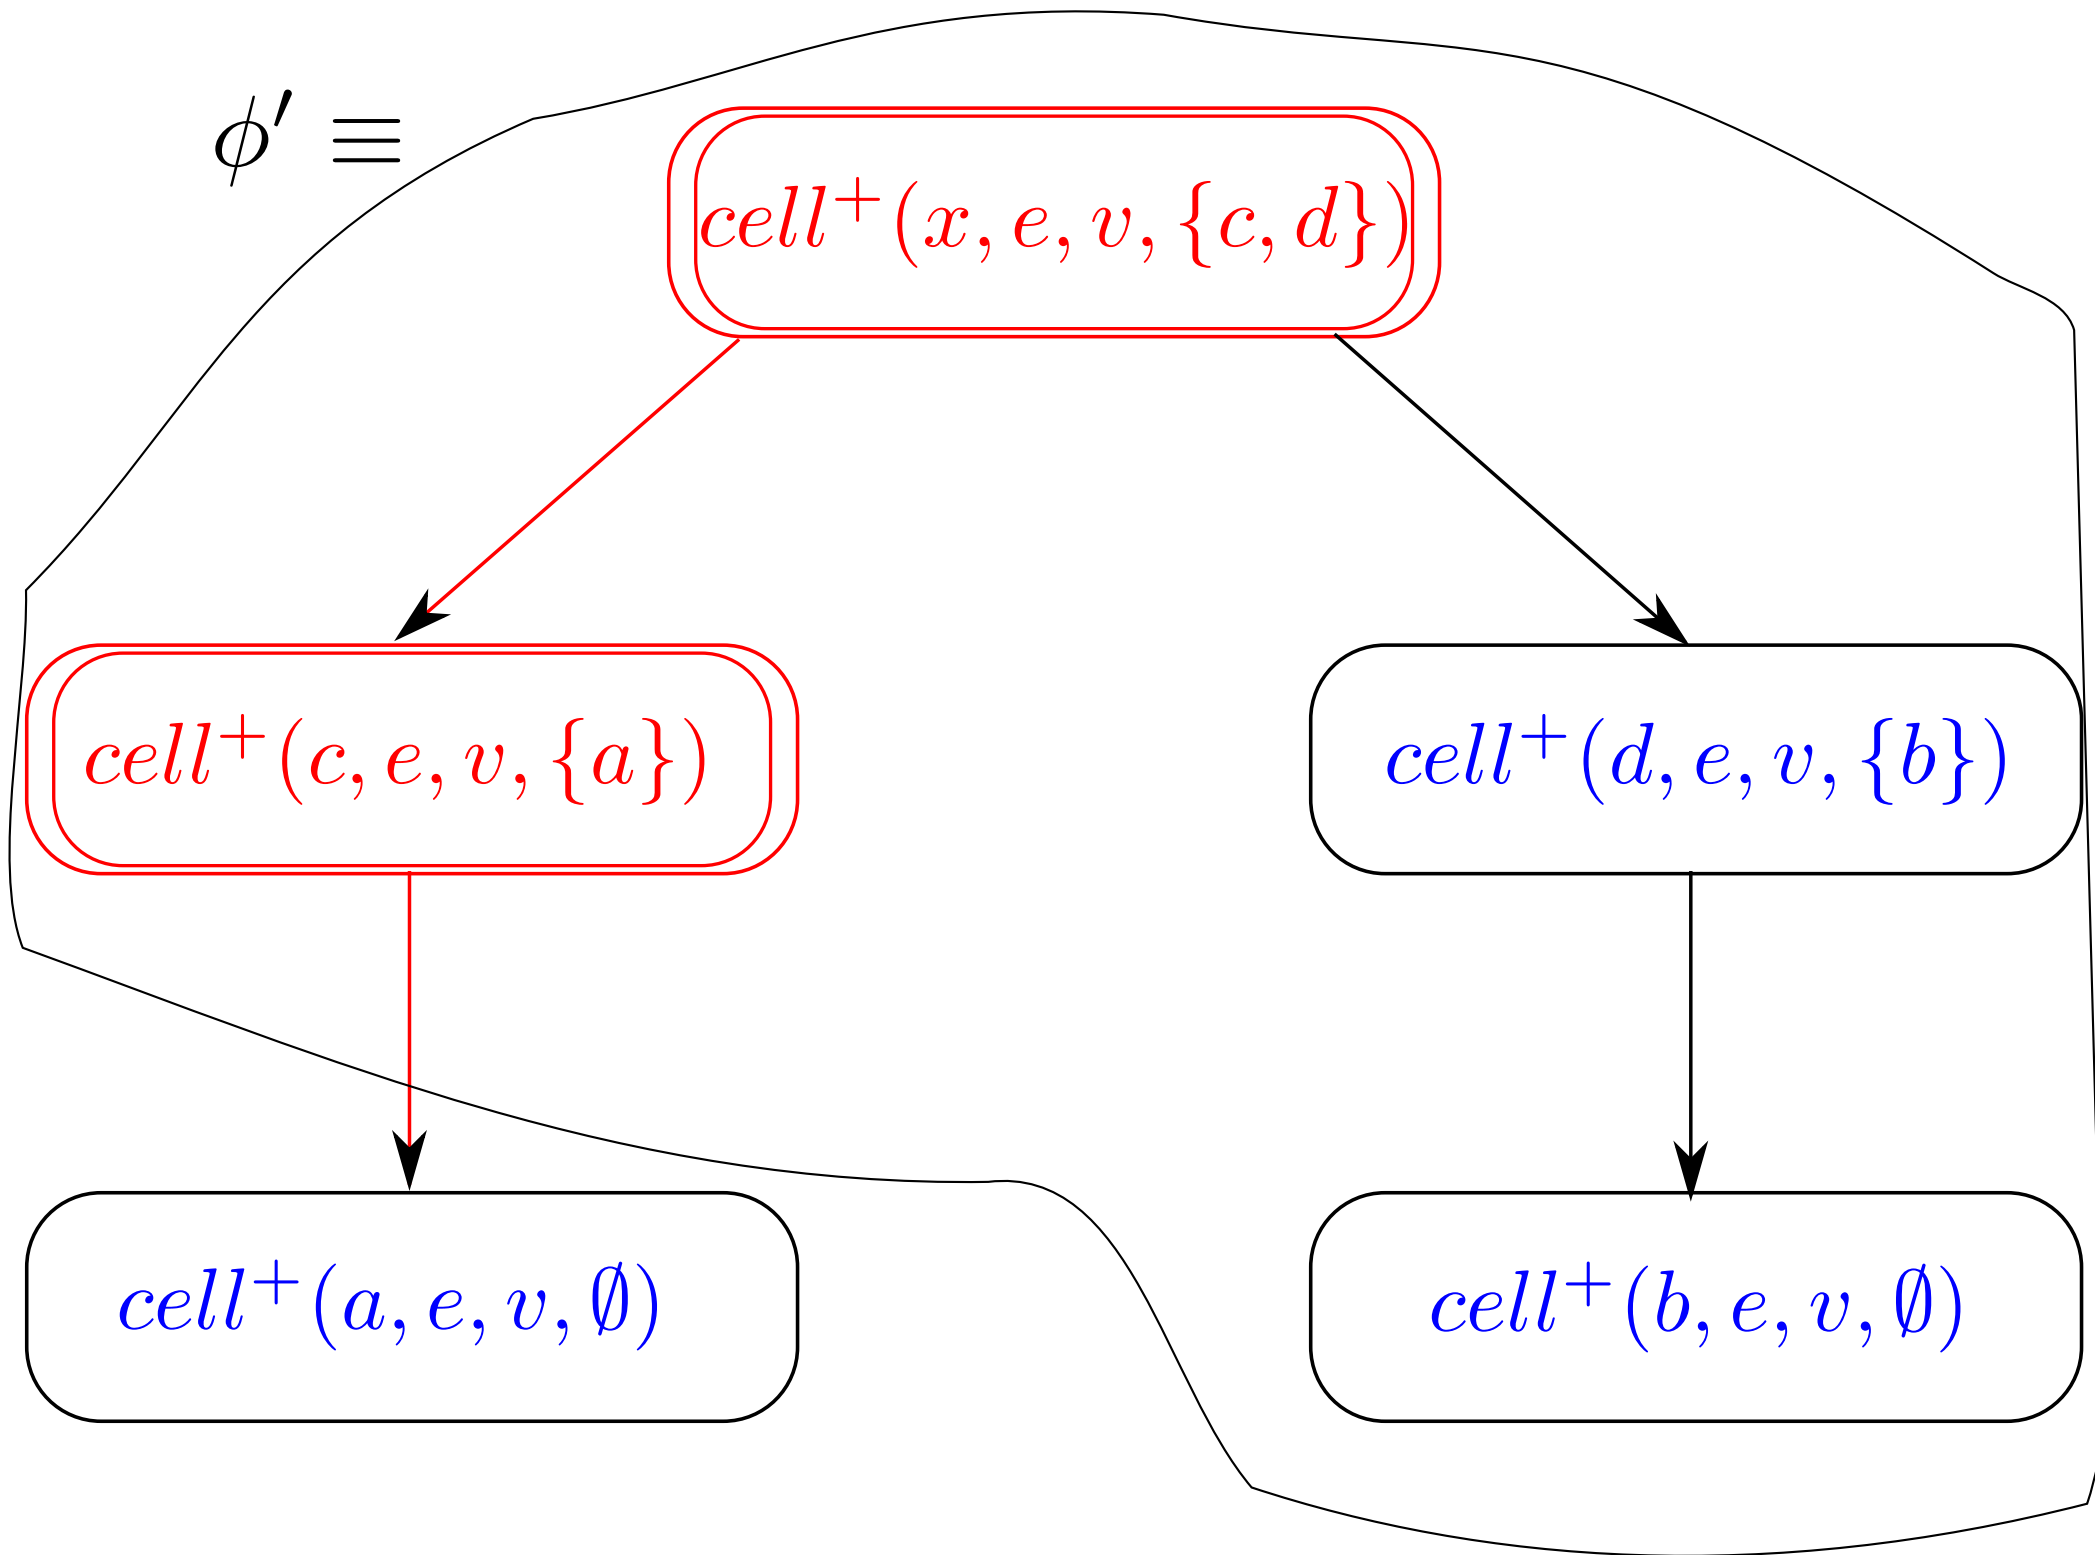 ϕ′ ≡
cell⁺(x, e, v, {c, d})
cell⁺(c, e, v, {a})
cell⁺(d, e, v, {b})
cell⁺(a, e, v, ∅)
cell⁺(b, e, v, ∅)